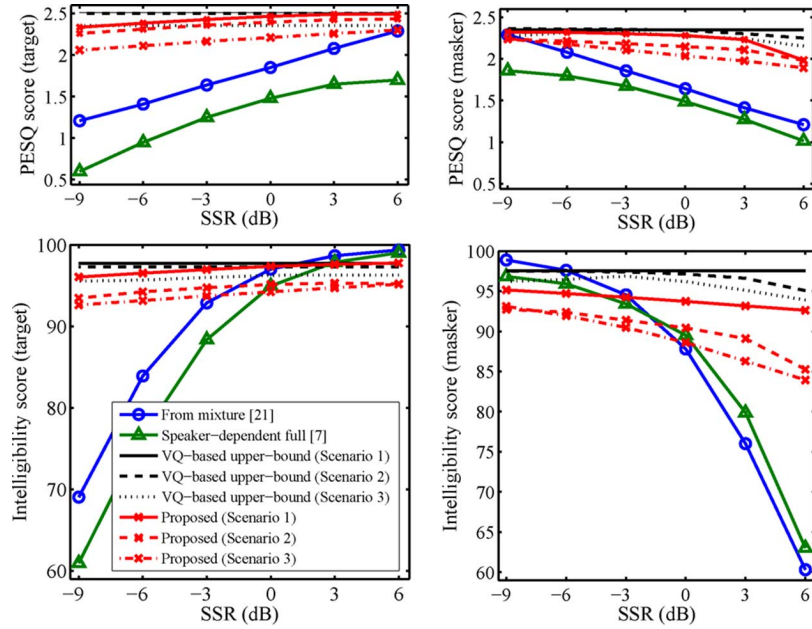 2.5
2
1.5
1
0.5
PESQ score (target)
−9 −6 −3 0 3 6
SSR (dB)
2.5
2
1.5
1
0.5
PESQ score (masker)
−9 −6 −3 0 3 6
SSR (dB)
100
90
80
70
60
Intelligibility score (target)
From mixture [21]
Speaker−dependent full [7]
VQ−based upper−bound (Scenario 1)
VQ−based upper−bound (Scenario 2)
VQ−based upper−bound (Scenario 3)
Proposed (Scenario 1)
Proposed (Scenario 2)
Proposed (Scenario 3)
−9 −6 −3 0 3 6
SSR (dB)
100
95
90
85
80
75
70
65
60
Intelligibility score (masker)
−9 −6 −3 0 3 6
SSR (dB)